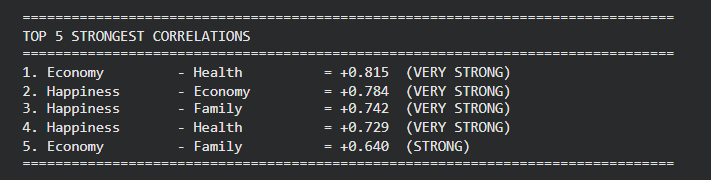 ================================================================================
TOP 5 STRONGEST CORRELATIONS
================================================================================
1. Economy         - Health          = +0.815  (VERY STRONG)
2. Happiness       - Economy         = +0.784  (VERY STRONG)
3. Happiness       - Family          = +0.742  (VERY STRONG)
4. Happiness       - Health          = +0.729  (VERY STRONG)
5. Economy         - Family          = +0.640  (STRONG)
================================================================================